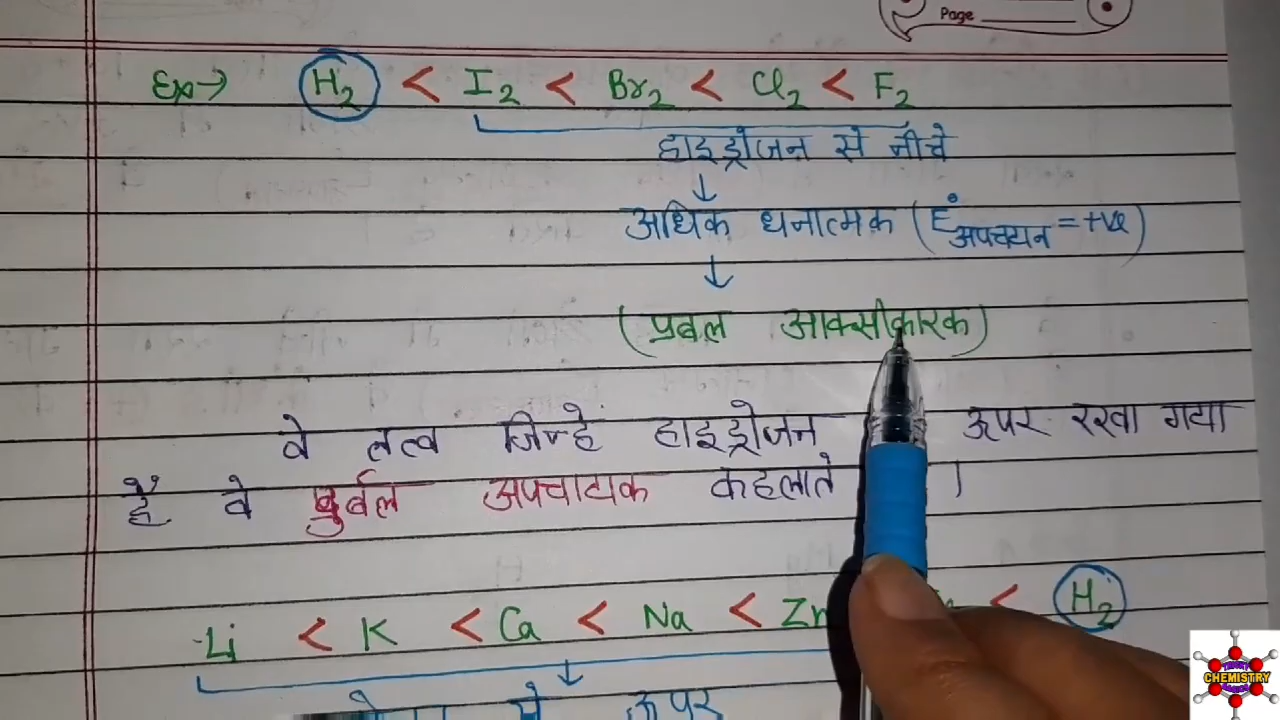 Page
Ex→ H2 < I2 < Br2 < Cl2 < F2
हाइड्रोजन से नीचे
↓
अधिक धनात्मक (E°अपचयन = +ve)
↓
(प्रबल आक्सीकारक)
वे तत्व जिन्हे हाइड्रोजन ऊपर रखा गया
हैं वे दुर्बल अपचायक कहलाते ।
Li < K < Ca < Na < Zn < H2
↓
से ऊपर
CHEMISTRY